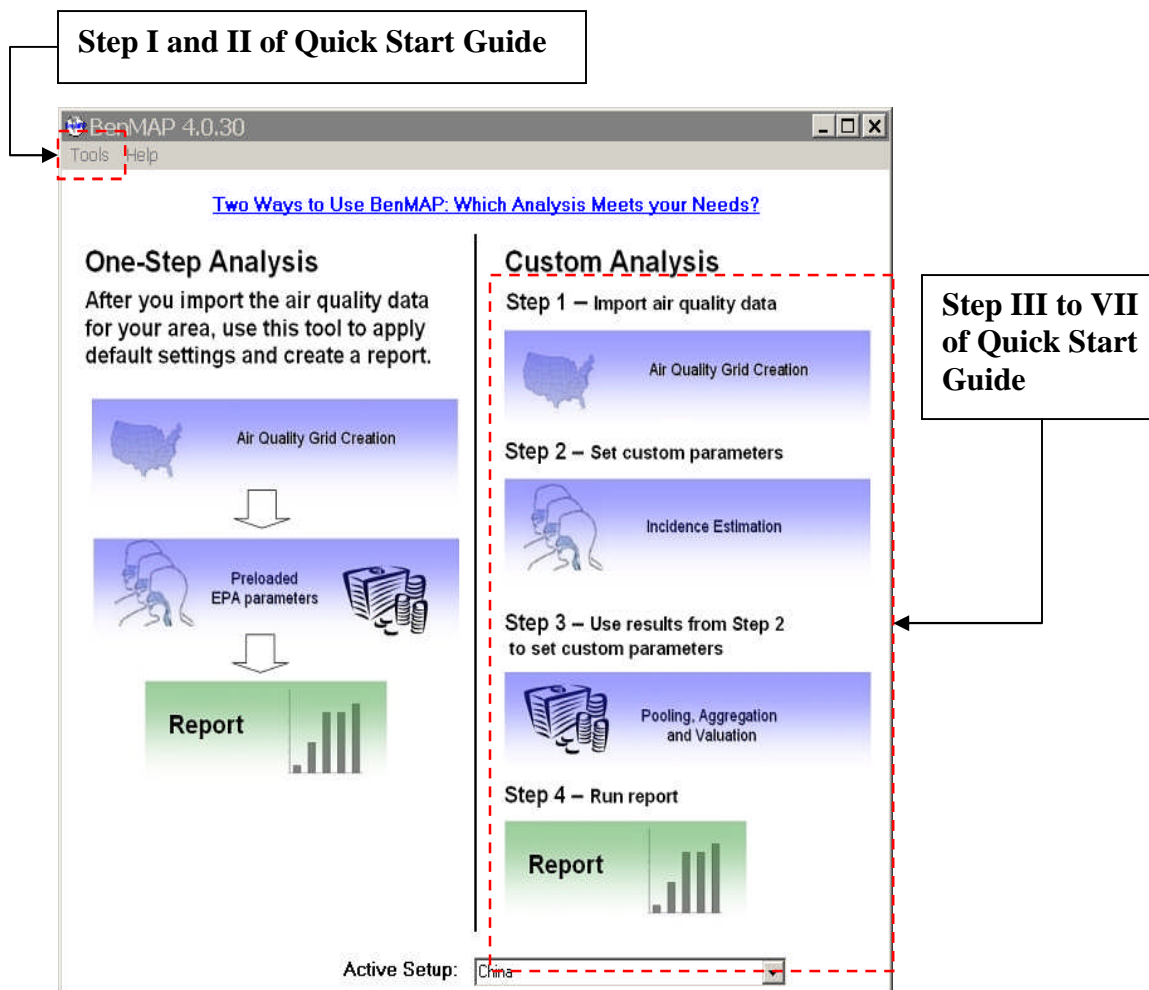 Step I and II of Quick Start Guide
BenMAP 4.0.30
Tools Help
Two Ways to Use BenMAP: Which Analysis Meets your Needs?
One-Step Analysis
After you import the air quality data
for your area, use this tool to apply
default settings and create a report.
Air Quality Grid Creation
Preloaded
EPA parameters
Report
Custom Analysis
Step 1 – Import air quality data
Air Quality Grid Creation
Step 2 – Set custom parameters
Incidence Estimation
Step 3 – Use results from Step 2
to set custom parameters
Pooling, Aggregation
and Valuation
Step 4 – Run report
Report
Active Setup: China
Step III to VII
of Quick Start
Guide